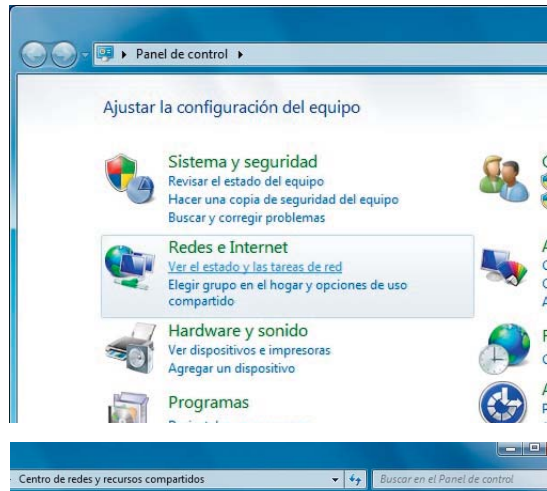 Panel de control
Ajustar la configuración del equipo
Sistema y seguridad
Revisar el estado del equipo
Hacer una copia de seguridad del equipo
Buscar y corregir problemas
Redes e Internet
Ver el estado y las tareas de red
Elegir grupo en el hogar y opciones de uso
compartido
Hardware y sonido
Ver dispositivos e impresoras
Agregar un dispositivo
Programas
Centro de redes y recursos compartidos
Buscar en el Panel de control